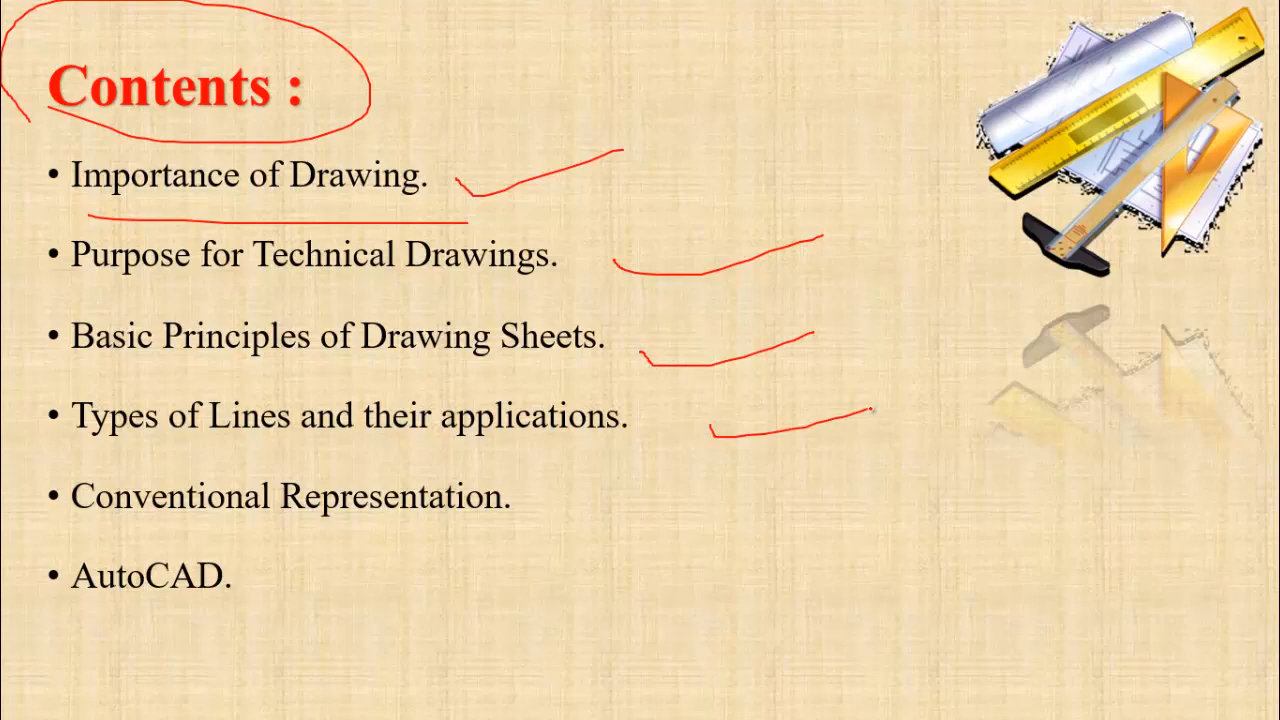 Contents :
• Importance of Drawing.
• Purpose for Technical Drawings.
• Basic Principles of Drawing Sheets.
• Types of Lines and their applications.
• Conventional Representation.
• AutoCAD.